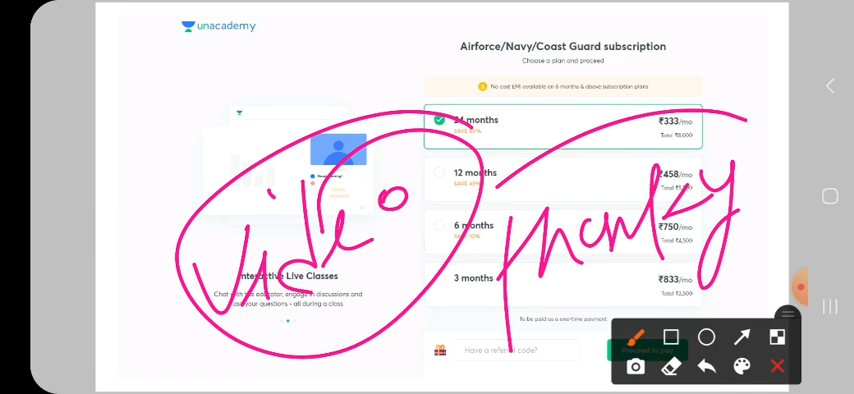 unacademy
Airforce/Navy/Coast Guard subscription
Choose a plan and proceed
No cost EMI available on 6 months & above subscription plans
24 months
₹333/mo
Total ₹8,000
12 months
SAVE 45%
₹458/mo
6 months
SAVE 10%
₹750/mo
Total ₹4,500
3 months
₹833/mo
Total ₹2,500
Interactive Live Classes
Chat with the educator, engage in discussions and
ask your questions - all during a class
To be paid as a one-time payment
Have a referral code?
Proceed to pay
Video